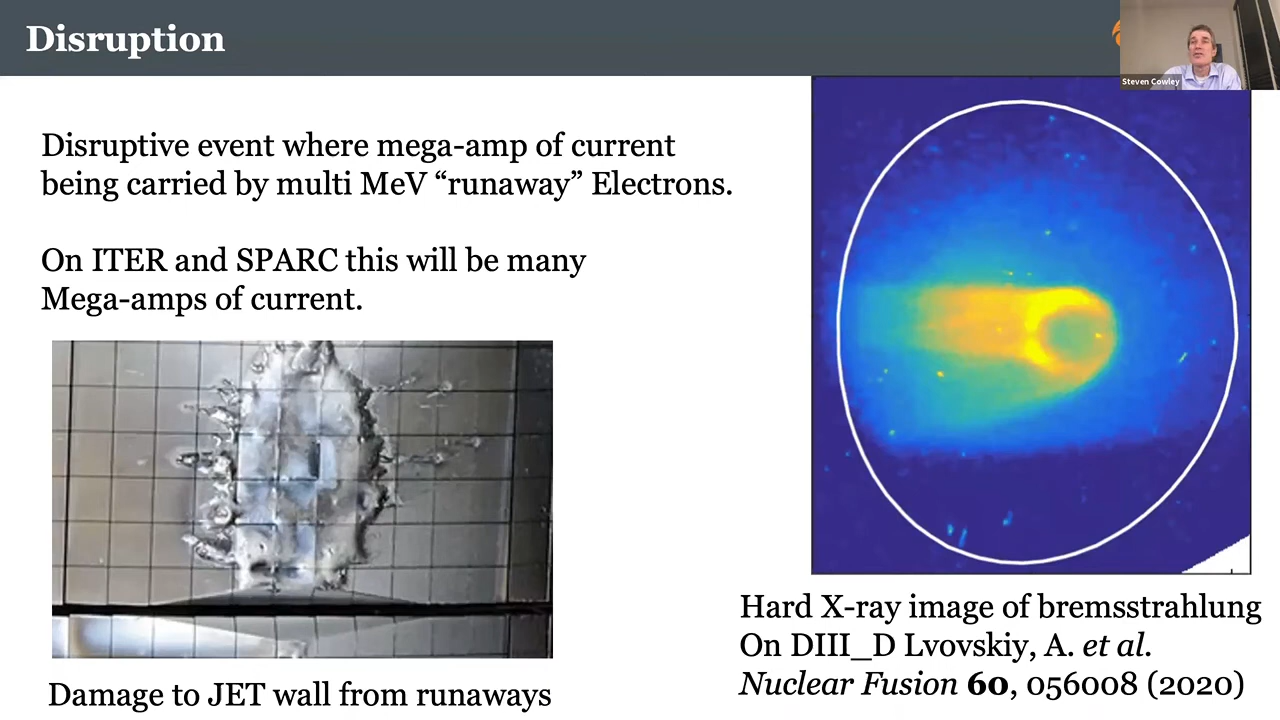 Disruption
Steven Cowley
Disruptive event where mega-amp of current
being carried by multi MeV “runaway” Electrons.
On ITER and SPARC this will be many
Mega-amps of current.
Damage to JET wall from runaways
Hard X-ray image of bremsstrahlung
On DIII_D Lvovskiy, A. et al.
Nuclear Fusion 60, 056008 (2020)